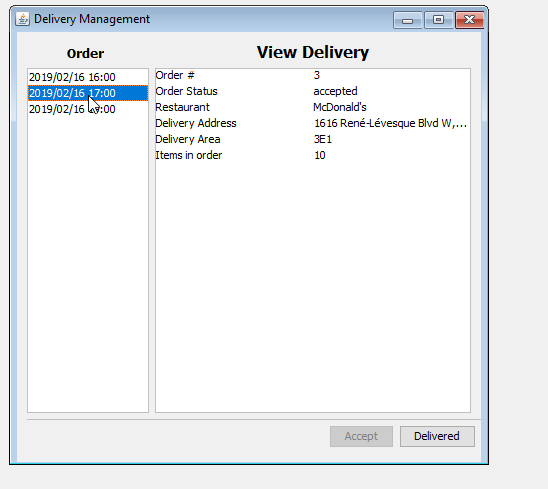 Delivery Management
Order
View Delivery
2019/02/16 16:00
2019/02/16 17:00
2019/02/16 :00
Order # 3
Order Status accepted
Restaurant McDonald's
Delivery Address 1616 René-Lévesque Blvd W,...
Delivery Area 3E1
Items in order 10
Accept
Delivered